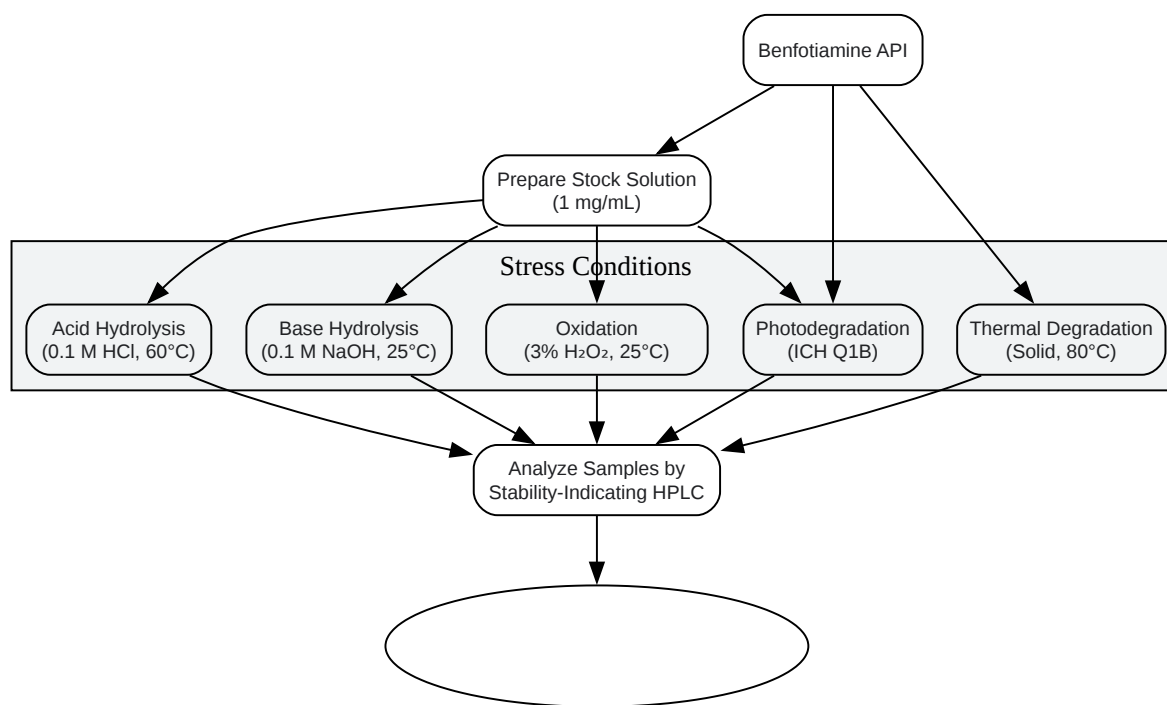 Benfotiamine API
Prepare Stock Solution
(1 mg/mL)
Stress Conditions
Acid Hydrolysis
(0.1 M HCl, 60°C)
Base Hydrolysis
(0.1 M NaOH, 25°C)
Oxidation
(3% H₂O₂, 25°C)
Photodegradation
(ICH Q1B)
Thermal Degradation
(Solid, 80°C)
Analyze Samples by
Stability-Indicating HPLC